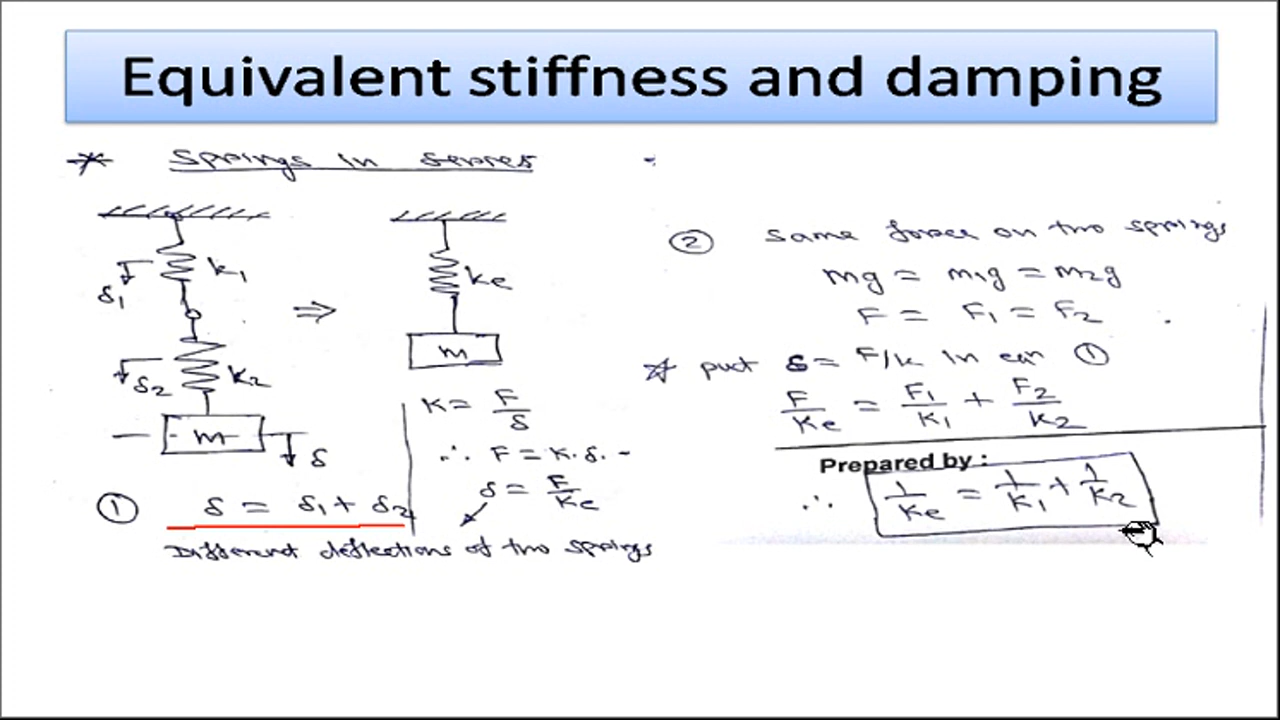 Equivalent stiffness and damping
* Springs in series
k1
δ1
k2
δ2
m
δ
⇒
ke
m
① δ = δ1 + δ2
Different deflections of two springs
K = F/δ
∴ F = K.δ.
δ = F/Ke
② Same force on two springs
mg = m1g = m2g
F = F1 = F2
* put δ = F/k in eqn ①
F/Ke = F1/K1 + F2/K2
Prepared by :
∴ 1/Ke = 1/K1 + 1/K2